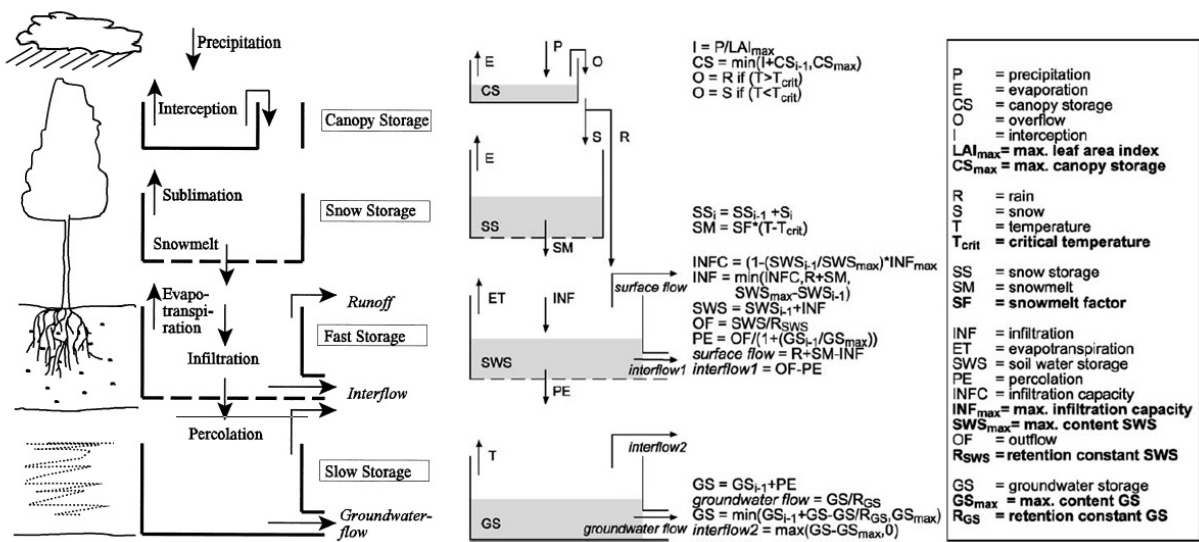 Precipitation
Interception
Canopy Storage
Sublimation
Snow Storage
Snowmelt
Evapo-
transpi-
ration
Runoff
Fast Storage
Infiltration
Interflow
Percolation
Slow Storage
Groundwater-
flow
E
P
O
CS
S
R
E
SS
SM
surface flow
ET
INF
SWS
interflow1
PE
interflow2
T
GS
groundwater flow
I = P/LAImax
CS = min(I+CSi-1,CSmax)
O = R if (T>Tcrit)
O = S if (T<Tcrit)
SSi = SSi-1 +Si
SM = SF*(T-Tcrit)
INFC = (1-(SWSi-1/SWSmax)*INFmax
INF = min(INFC,R+SM,
SWSmax-SWSi-1)
SWS = SWSi-1+INF
OF = SWS/RSWS
PE = OF/(1+(GSi-1/GSmax))
surface flow = R+SM-INF
interflow1 = OF-PE
GS = GSi-1+PE
groundwater flow = GS/RGS
GS = min(GSi-1+GS-GS/RGS,GSmax)
interflow2 = max(GS-GSmax,0)
P = precipitation
E = evaporation
CS = canopy storage
O = overflow
I = interception
LAImax= max. leaf area index
CSmax = max. canopy storage
R = rain
S = snow
T = temperature
Tcrit = critical temperature
SS = snow storage
SM = snowmelt
SF = snowmelt factor
INF = infiltration
ET = evapotranspiration
SWS = soil water storage
PE = percolation
INFC = infiltration capacity
INFmax= max. infiltration capacity
SWSmax= max. content SWS
OF = outflow
RSWS = retention constant SWS
GS = groundwater storage
GSmax = max. content GS
RGS = retention constant GS